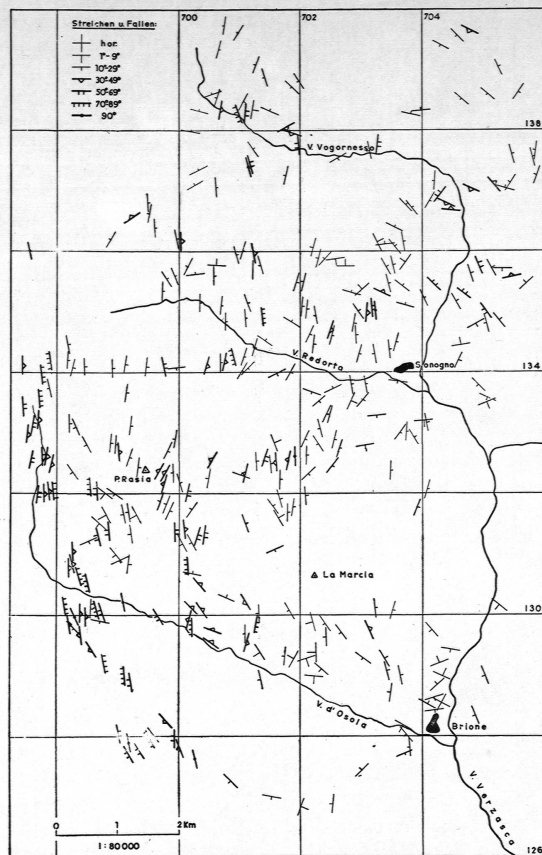 700 702 704
Streichen u. Fallen:
hor.
1°-9°
10°-29°
30°-49°
50°-69°
70°-89°
90°
138
V. Vogornesso
V. Redorta
Sonogno
134
P. Rasia
La Marcia
130
V. d'Osola
Brione
V. Verzasca
0 1 2 Km
1:80000
126